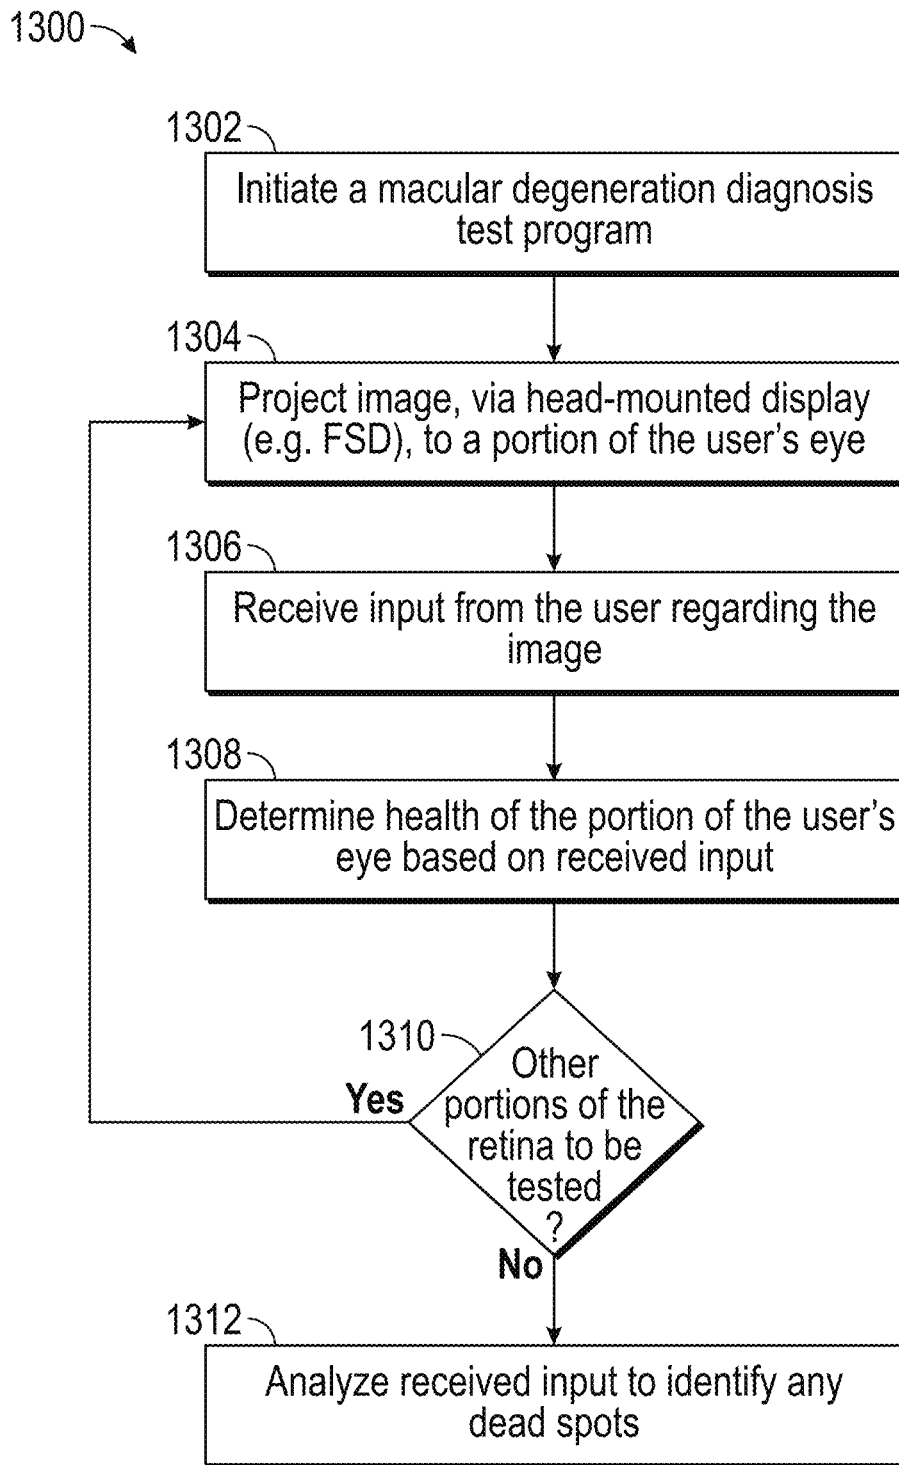 1300
1302
Initiate a macular degeneration diagnosis
test program
1304
Project image, via head-mounted display
(e.g. FSD), to a portion of the user's eye
1306
Receive input from the user regarding the
image
1308
Determine health of the portion of the user's
eye based on received input
1310
Other
portions of the
retina to be
tested
?
Yes
No
1312
Analyze received input to identify any
dead spots